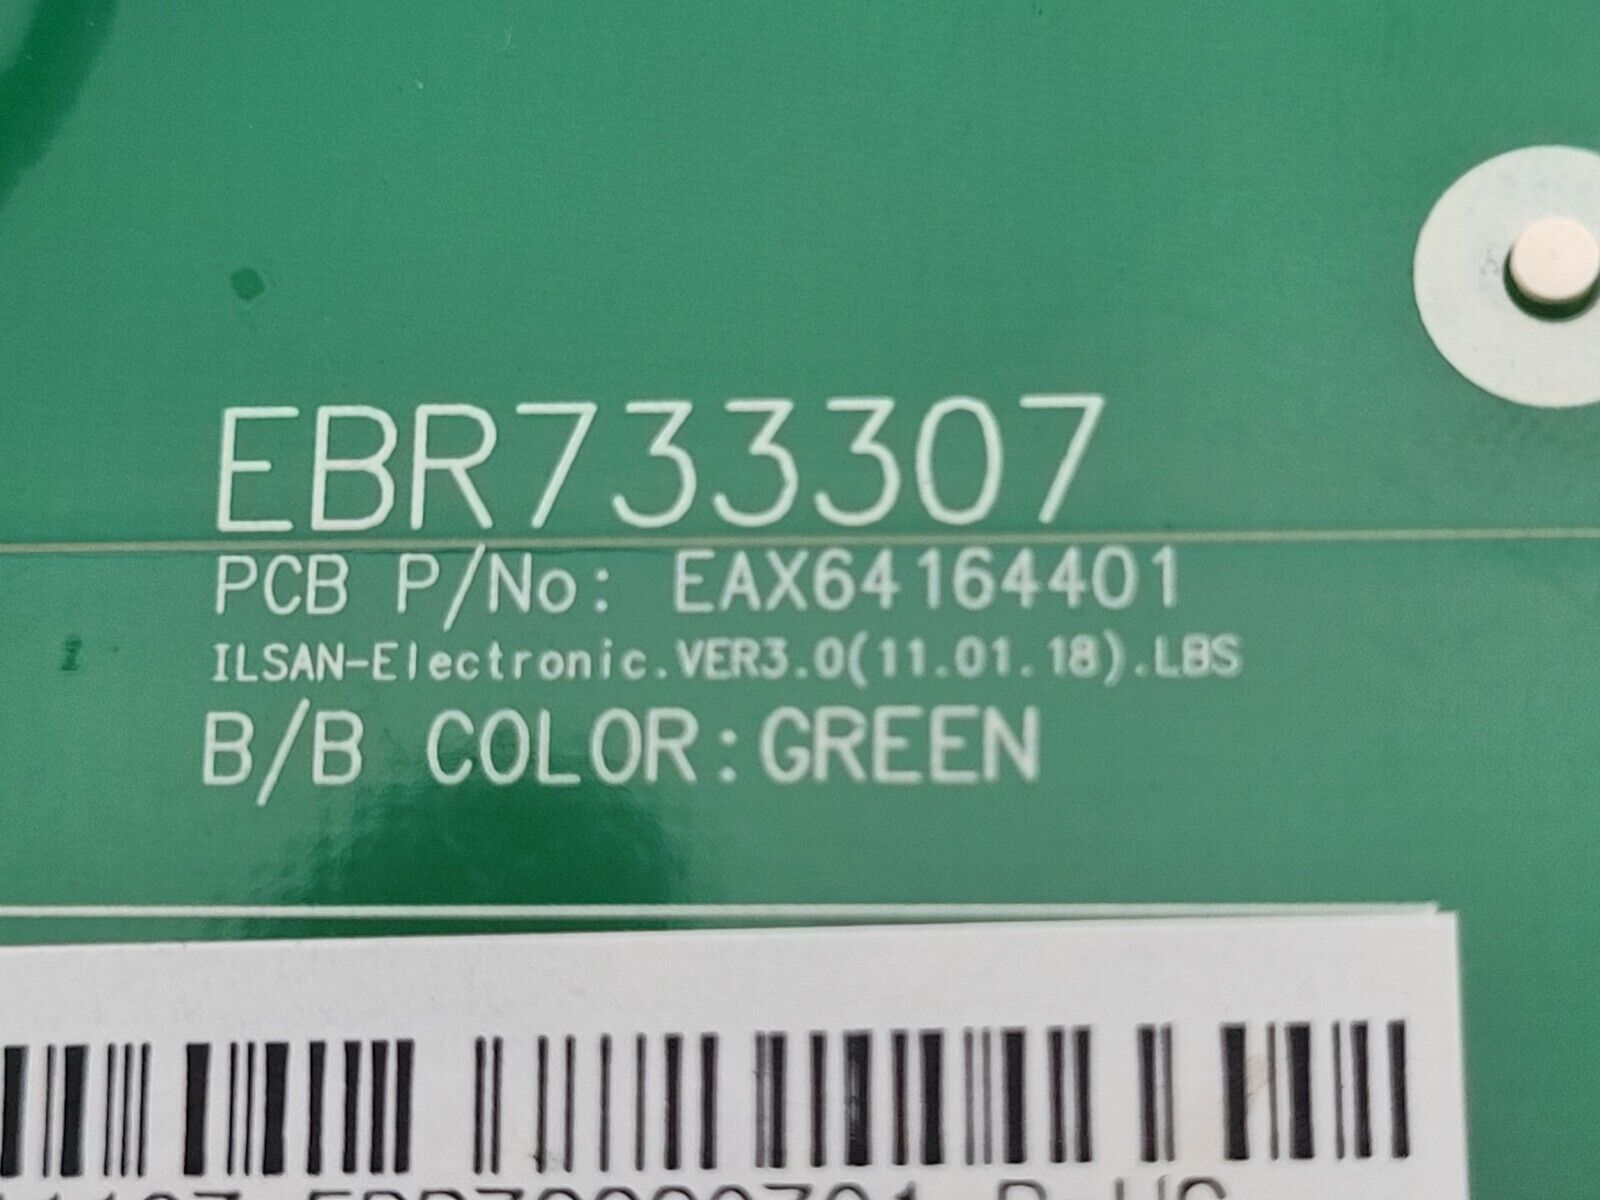 EBR733307
PCB P/No: EAX64164401
ILSAN-Electronic.VER3.0(11.01.18).LBS
B/B COLOR:GREEN